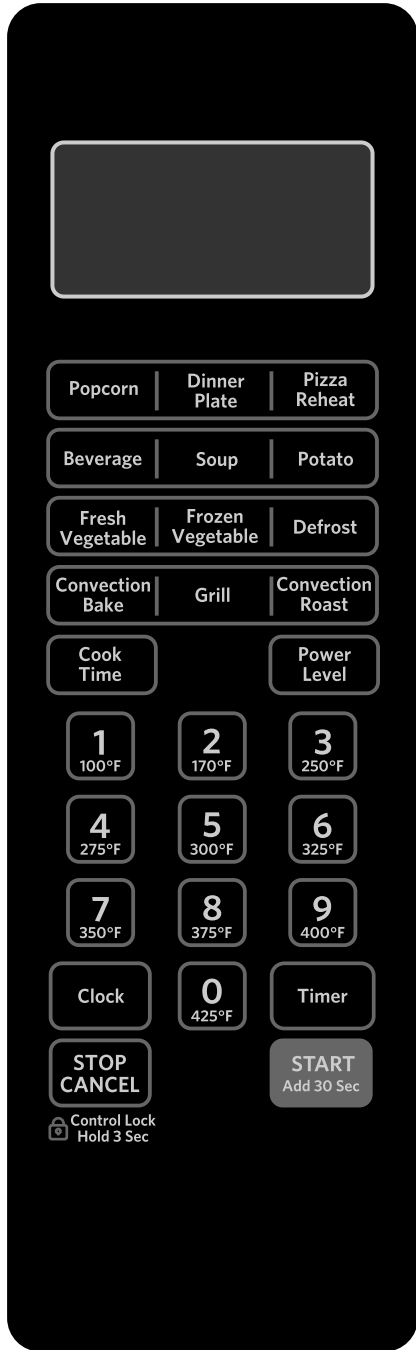 Popcorn
Dinner
Plate
Pizza
Reheat
Beverage
Soup
Potato
Fresh
Vegetable
Frozen
Vegetable
Defrost
Convection
Bake
Grill
Convection
Roast
Cook
Time
Power
Level
1
100°F
2
170°F
3
250°F
4
275°F
5
300°F
6
325°F
7
350°F
8
375°F
9
400°F
Clock
0
425°F
Timer
STOP
CANCEL
START
Add 30 Sec
Control Lock
Hold 3 Sec